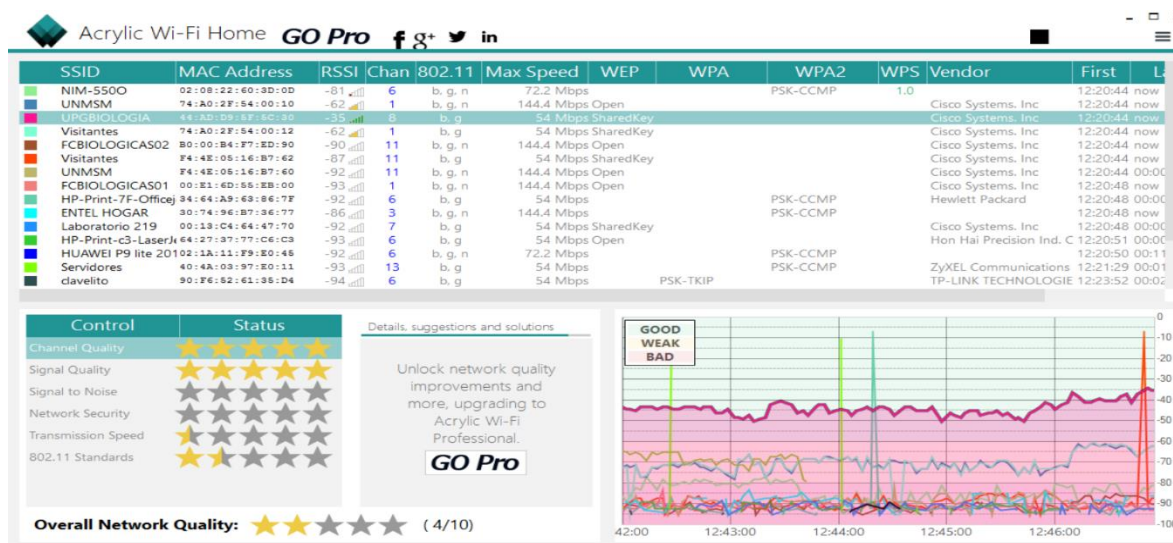 Acrylic Wi-Fi Home GO Pro f g+ in
SSID MAC Address RSSI Chan 802.11 Max Speed WEP WPA WPA2 WPS Vendor First La
NIM-550O 02:08:22:60:3D:0D -81 6 b, g, n 72.2 Mbps PSK-CCMP 1.0 12:20:44 now
UNMSM 74:A0:2F:54:00:10 -62 1 b, g, n 144.4 Mbps Open Cisco Systems. Inc 12:20:44 now
UPGBIOLOGIA 44:AD:D9:5F:5C:30 -35 8 b, g 54 Mbps SharedKey Cisco Systems. Inc 12:20:44 now
Visitantes 74:A0:2F:54:00:12 -62 1 b, g 54 Mbps SharedKey Cisco Systems. Inc 12:20:44 now
FCBIOLOGICAS02 B0:00:B4:F7:ED:90 -90 11 b, g, n 144.4 Mbps Open Cisco Systems. Inc 12:20:44 now
Visitantes F4:4E:05:16:B7:62 -87 11 b, g 54 Mbps SharedKey Cisco Systems. Inc 12:20:44 now
UNMSM F4:4E:05:16:B7:60 -92 11 b, g, n 144.4 Mbps Open Cisco Systems. Inc 12:20:44 00:00
FCBIOLOGICAS01 00:E1:6D:55:EB:00 -93 1 b, g, n 144.4 Mbps Open Cisco Systems. Inc 12:20:48 now
HP-Print-7F-Officej 34:64:A9:63:86:7F -92 6 b, g 54 Mbps PSK-CCMP Hewlett Packard 12:20:48 00:00
ENTEL HOGAR 30:74:96:B7:36:77 -86 3 b, g, n 144.4 Mbps PSK-CCMP 12:20:48 now
Laboratorio 219 00:13:C4:64:47:70 -92 7 b, g 54 Mbps SharedKey Cisco Systems. Inc 12:20:48 00:00
HP-Print-c3-LaserJe 64:27:37:77:C6:C3 -93 6 b, g 54 Mbps Open Hon Hai Precision Ind. C 12:20:51 00:00
HUAWEI P9 lite 201 02:1A:11:F9:E0:45 -92 6 b, g, n 72.2 Mbps PSK-CCMP 12:20:50 00:11
Servidores 40:4A:03:97:E0:11 -93 13 b, g 54 Mbps PSK-CCMP ZyXEL Communications 12:21:29 00:01
clavelito 90:F6:52:61:35:D4 -94 6 b, g 54 Mbps PSK-TKIP TP-LINK TECHNOLOGIE 12:23:52 00:02
Control Status
Channel Quality
Signal Quality
Signal to Noise
Network Security
Transmission Speed
802.11 Standards
Overall Network Quality: ( 4/10)
Details, suggestions and solutions
Unlock network quality
improvements and
more, upgrading to
Acrylic Wi-Fi
Professional.
GO Pro
GOOD
WEAK
BAD
0
-10
-20
-30
-40
-50
-60
-70
-80
-90
-100
42:00 12:43:00 12:44:00 12:45:00 12:46:00